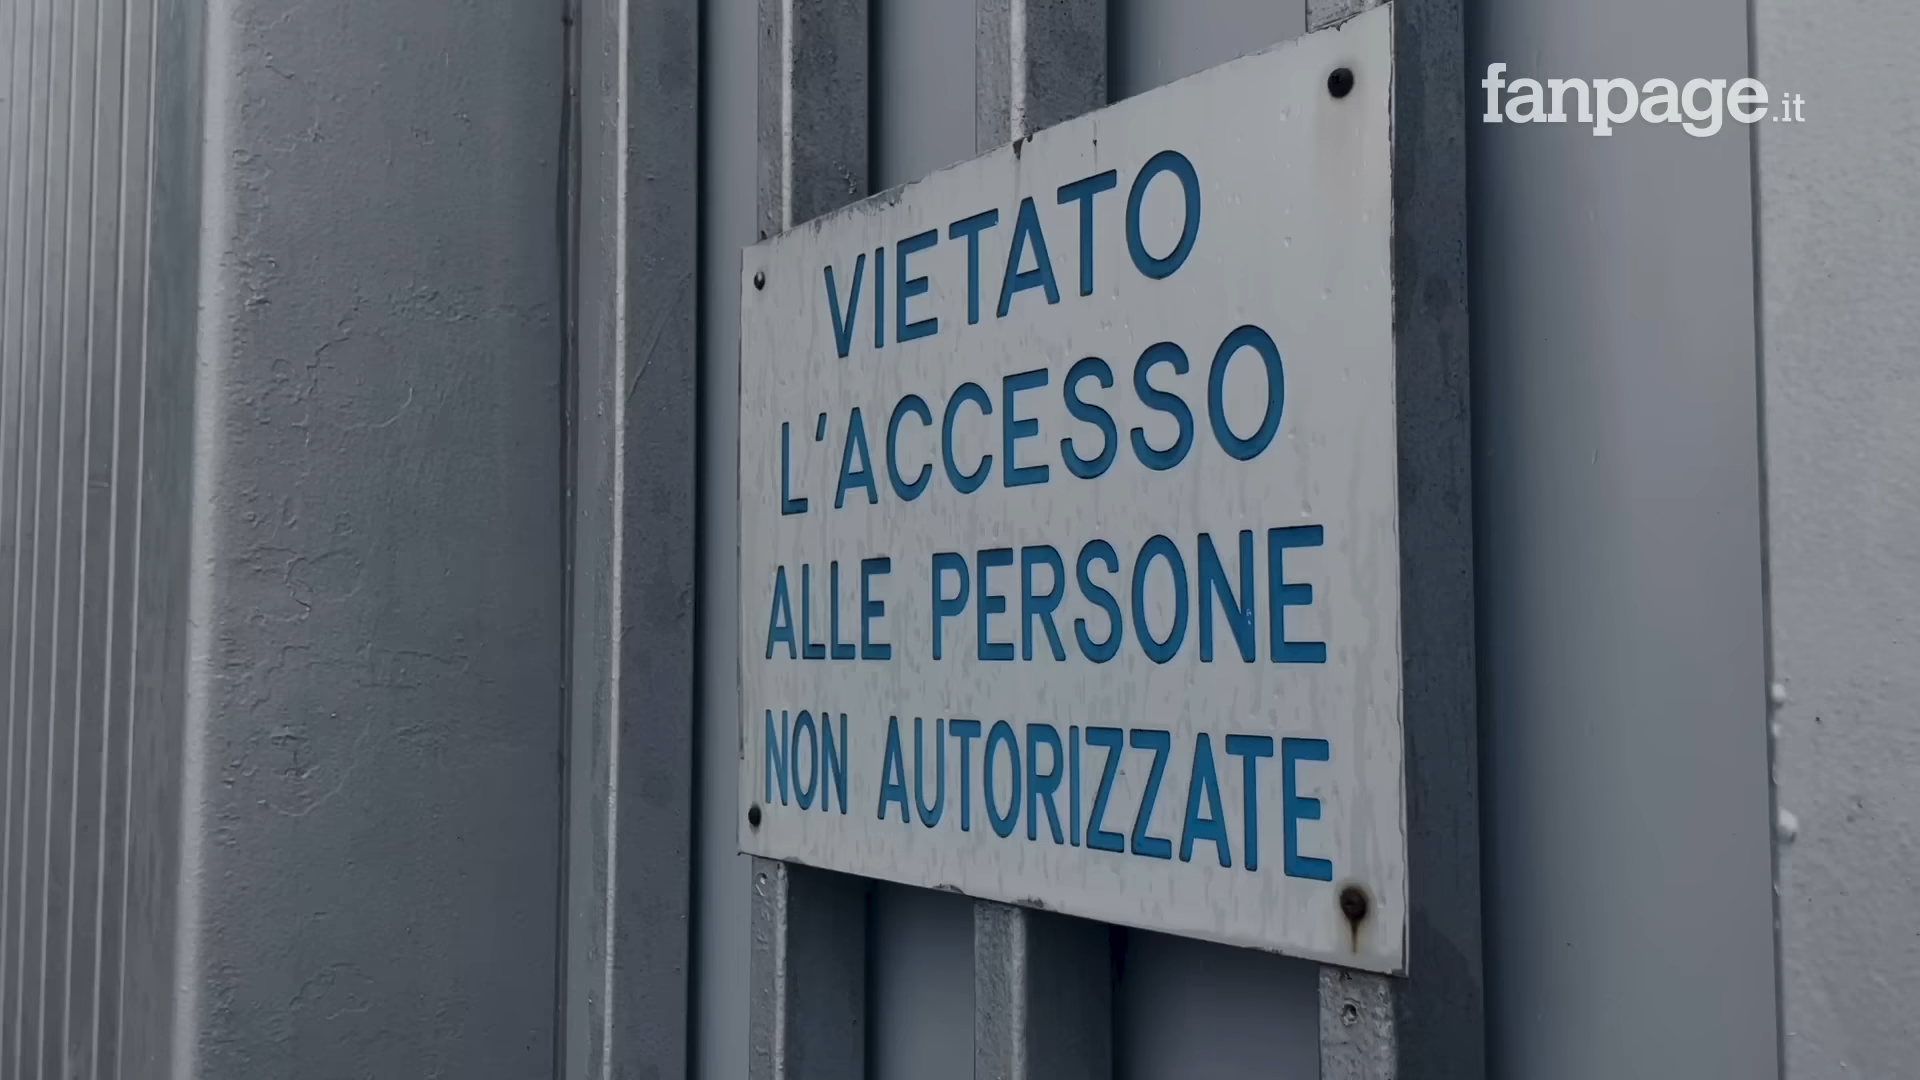 fanpage.it
VIETATO
L'ACCESSO
ALLE PERSONE
NON AUTORIZZATE